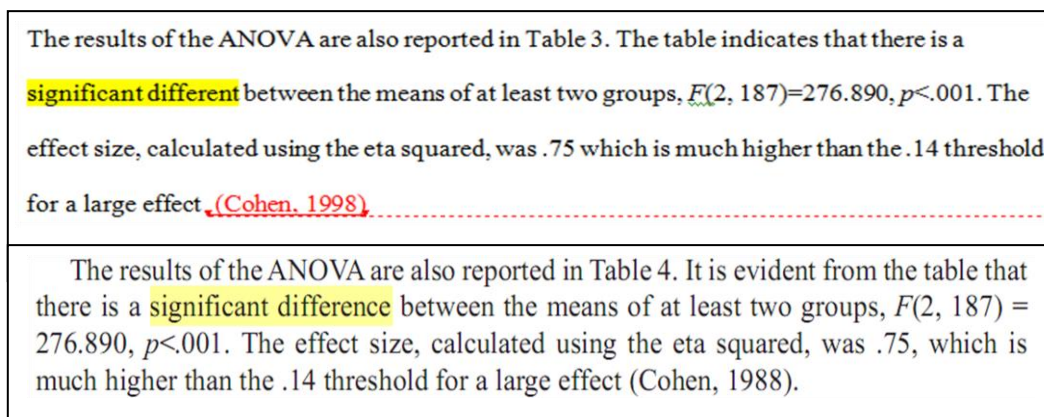 The results of the ANOVA are also reported in Table 3. The table indicates that there is a
significant different between the means of at least two groups, F(2, 187)=276.890, p<.001. The
effect size, calculated using the eta squared, was .75 which is much higher than the .14 threshold
for a large effect (Cohen, 1998)
The results of the ANOVA are also reported in Table 4. It is evident from the table that
there is a significant difference between the means of at least two groups, F(2, 187) =
276.890, p<.001. The effect size, calculated using the eta squared, was .75, which is
much higher than the .14 threshold for a large effect (Cohen, 1988).